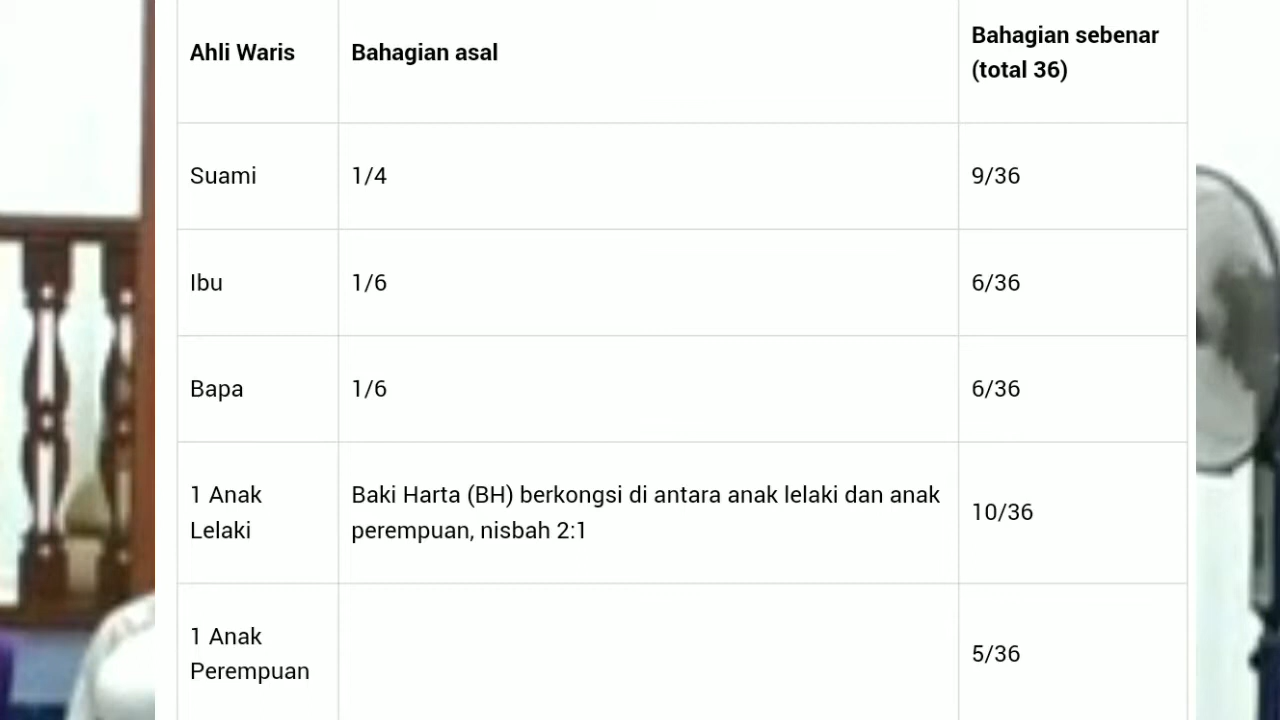 Ahli Waris
Bahagian asal
Bahagian sebenar
(total 36)
Suami
1/4
9/36
Ibu
1/6
6/36
Bapa
1/6
6/36
1 Anak
Lelaki
Baki Harta (BH) berkongsi di antara anak lelaki dan anak
perempuan, nisbah 2:1
10/36
1 Anak
Perempuan
5/36